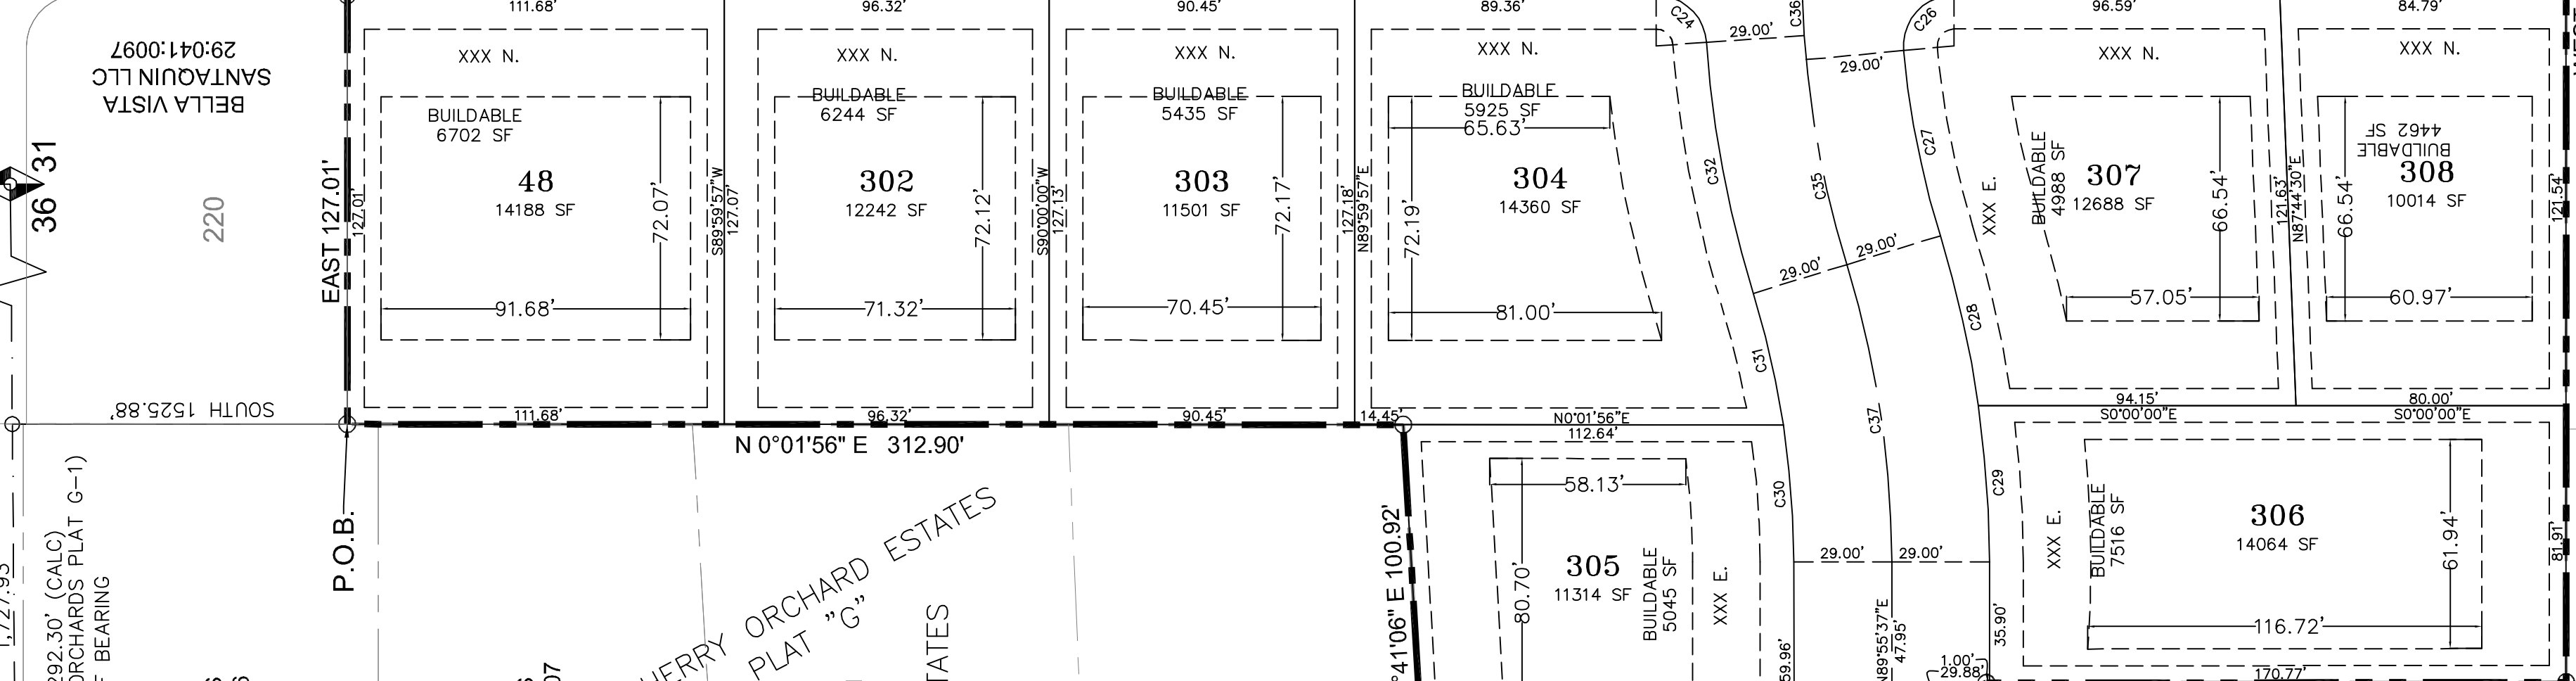 111.68'
96.32'
90.45'
89.36'
C24
C36
C26
96.59'
84.79'
29.00'
29.00'
BELLA VISTA
SANTAQUIN LLC
29:041:0097
220
36 31
SOUTH 1525.88'
EAST 127.01'
127.01'
XXX N.
BUILDABLE
6702 SF
48
14188 SF
72.07'
91.68'
111.68'
S89°59'57"W
127.07'
XXX N.
BUILDABLE
6244 SF
302
12242 SF
72.12'
71.32'
96.32'
S90°00'00"W
127.13'
XXX N.
BUILDABLE
5435 SF
303
11501 SF
72.17'
70.45'
90.45'
127.18'
N89°59'57"E
14.45'
XXX N.
BUILDABLE
5925 SF
65.63'
304
14360 SF
72.19'
81.00'
N0°01'56"E
112.64'
C32
C35
C27
29.00'
29.00'
C31
C28
C37
C30
C29
29.00'
29.00'
XXX N.
XXX E.
BUILDABLE
4988 SF
307
12688 SF
66.54'
57.05'
94.15'
S0°00'00"E
121.63'
N87°44'30"E
XXX N.
BUILDABLE
4462 SF
308
10014 SF
66.54'
60.97'
80.00'
S0°00'00"E
121.54'
N 0°01'56" E 312.90'
P.O.B.
292.30' (CALC)
ORCHARDS PLAT G-1)
F BEARING
1,727.93'
HERRY ORCHARD ESTATES
PLAT "G"
TATES
07
°41'06" E 100.92'
58.13'
80.70'
305
11314 SF
BUILDABLE
5045 SF
XXX E.
59.96'
N89°55'37"E
47.95'
35.90'
1.00'
29.88'
XXX E.
BUILDABLE
7516 SF
306
14064 SF
61.94'
116.72'
81.91'
170.77'